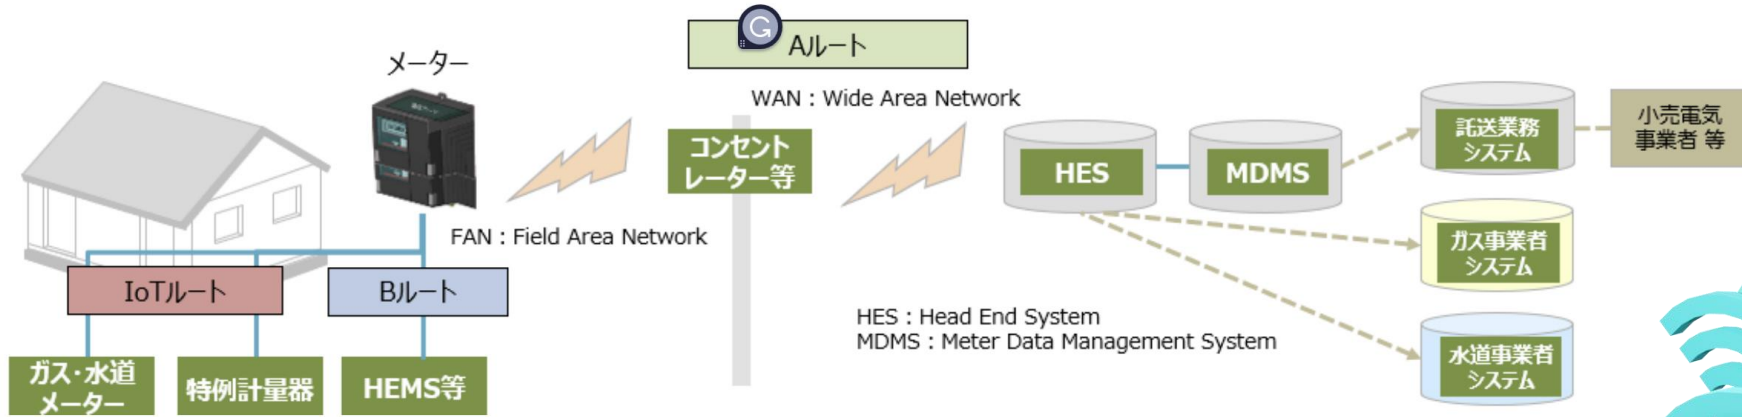 Aルート
メーター
WAN : Wide Area Network
コンセント
レーター等
HES
MDMS
託送業務
システム
小売電気
事業者 等
FAN : Field Area Network
ガス事業者
システム
IoTルート
Bルート
HES : Head End System
MDMS : Meter Data Management System
水道事業者
システム
ガス・水道
メーター
特例計量器
HEMS等